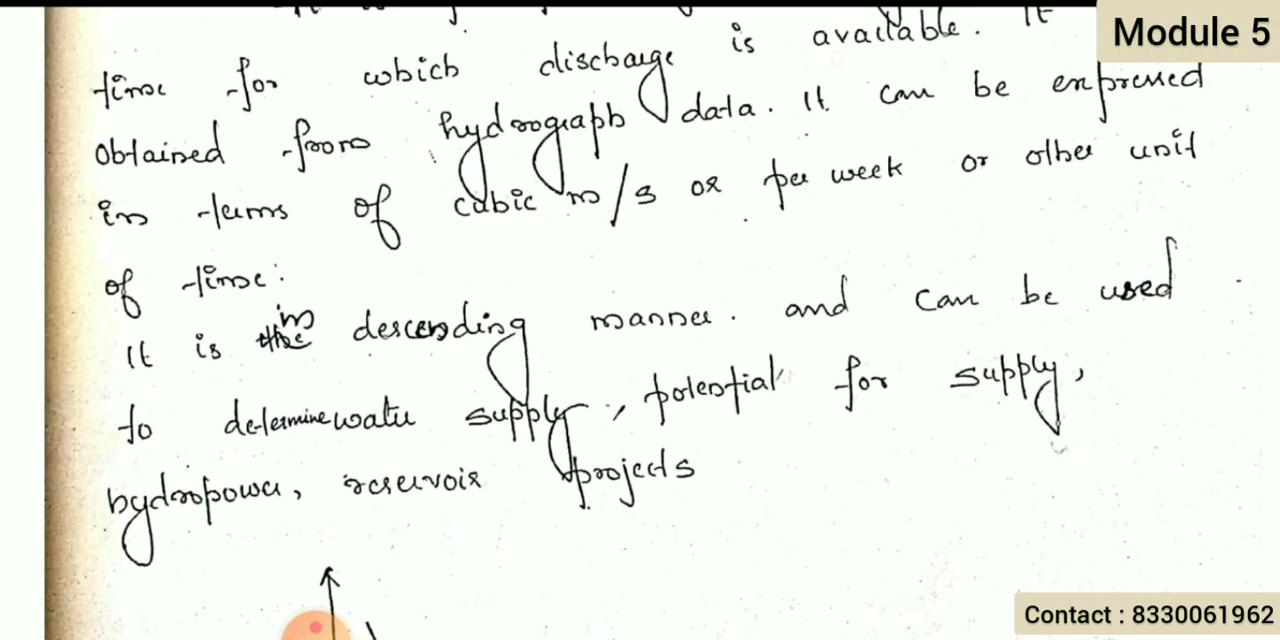 Module 5
time for which discharge is available. It
obtained from hydrograph data. It can be expressed
in terms of cubic m/s or per week or other unit
of time.
It is in descending manner. and can be used
to determine water supply, potential for supply,
hydropower, reservoir projects
Contact : 8330061962